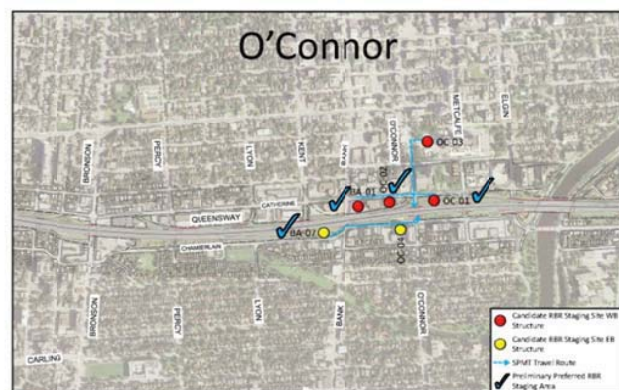 O'Connor
METCALFE
ELGIN
O'CONNOR
OC 03
BRONSON
PERCY
LYON
KENT
BANK
OC 02
BA 01
CATHERINE
OC 01
QUEENSWAY
BA 07
CHAMBERLAIN
OC 04
BRONSON
PERCY
LYON
BANK
O'CONNOR
CARLING
Candidate RBR Staging Site WB
Structure
Candidate RBR Staging Site EB
Structure
SPMT Travel Route
Preliminary Preferred RBR
Staging Area